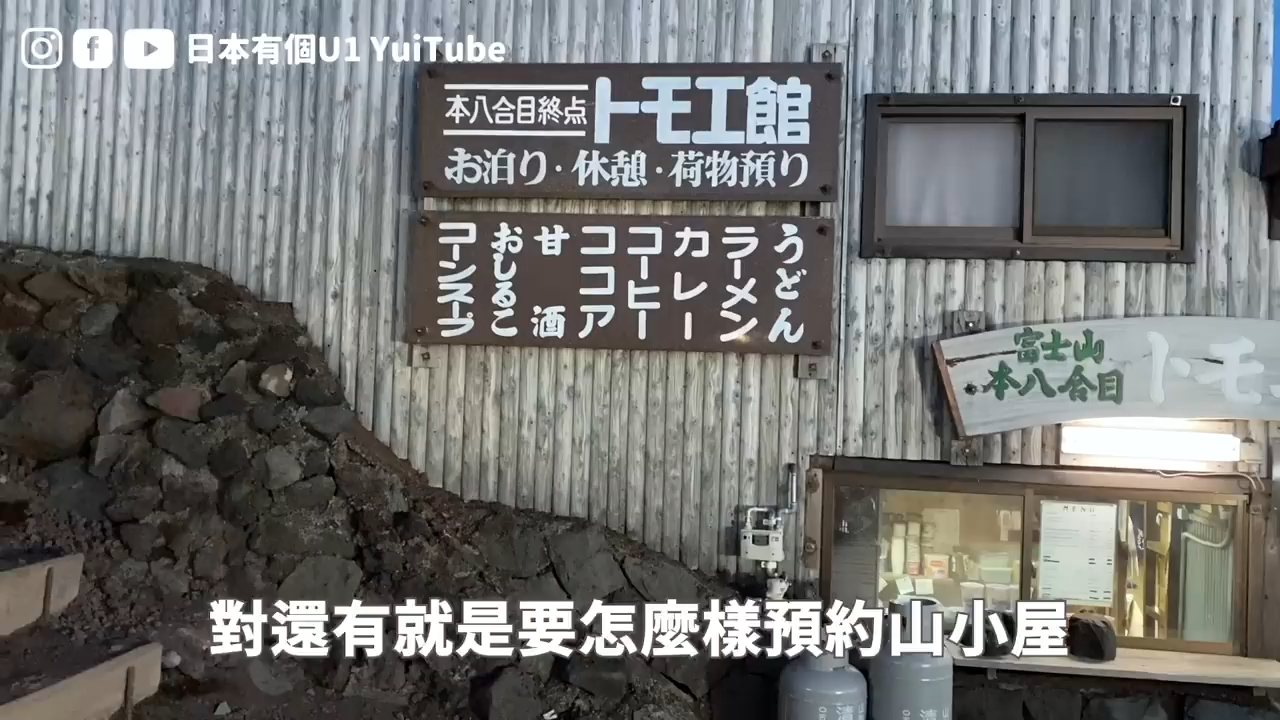 日本有個U1 YuiTube
本八合目終点 トモエ館
お泊り・休憩・荷物預り
うどん
ラーメン
カレー
コーヒー
ココア
甘酒
おしるこ
コーンスープ
富士山
本八合目
トモ
MENU
對還有就是要怎麼樣預約山小屋